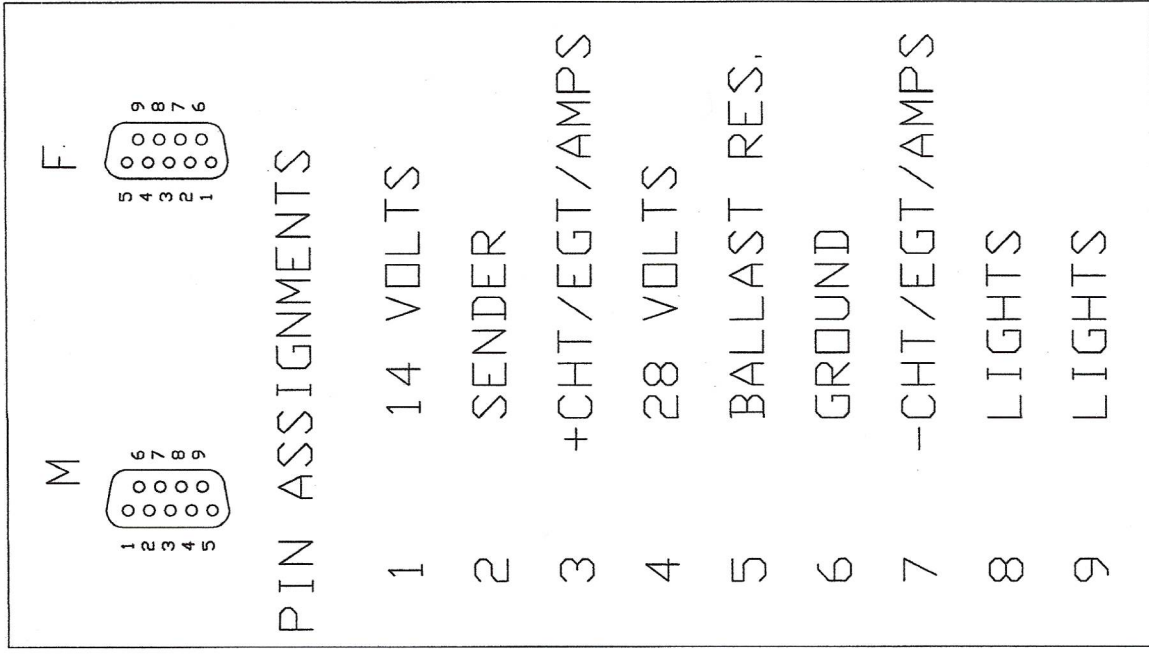 M F
1 2 3 4 5
6 7 8 9
5 4 3 2 1
9 8 7 6
PIN ASSIGNMENTS
1 14 VOLTS
2 SENDER
3 +CHT/EGT/AMPS
4 28 VOLTS
5 BALLAST RES.
6 GROUND
7 -CHT/EGT/AMPS
8 LIGHTS
9 LIGHTS